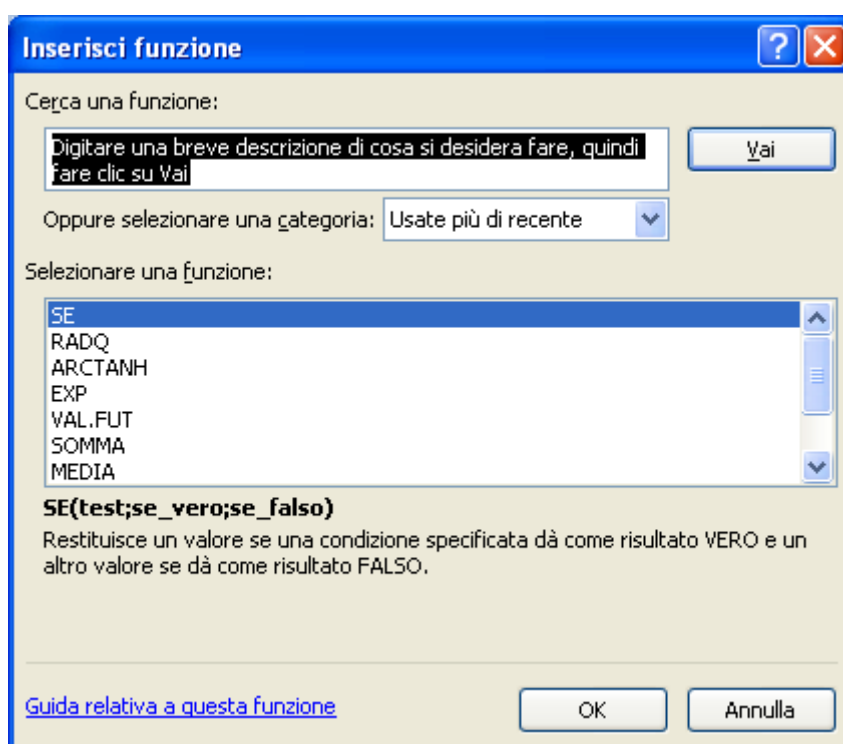 Inserisci funzione
Cerca una funzione:
Digitare una breve descrizione di cosa si desidera fare, quindi
fare clic su Vai
Vai
Oppure selezionare una categoria: Usate più di recente
Selezionare una funzione:
SE
RADQ
ARCTANH
EXP
VAL.FUT
SOMMA
MEDIA
SE(test;se_vero;se_falso)
Restituisce un valore se una condizione specificata dà come risultato VERO e un
altro valore se dà come risultato FALSO.
Guida relativa a questa funzione
OK
Annulla